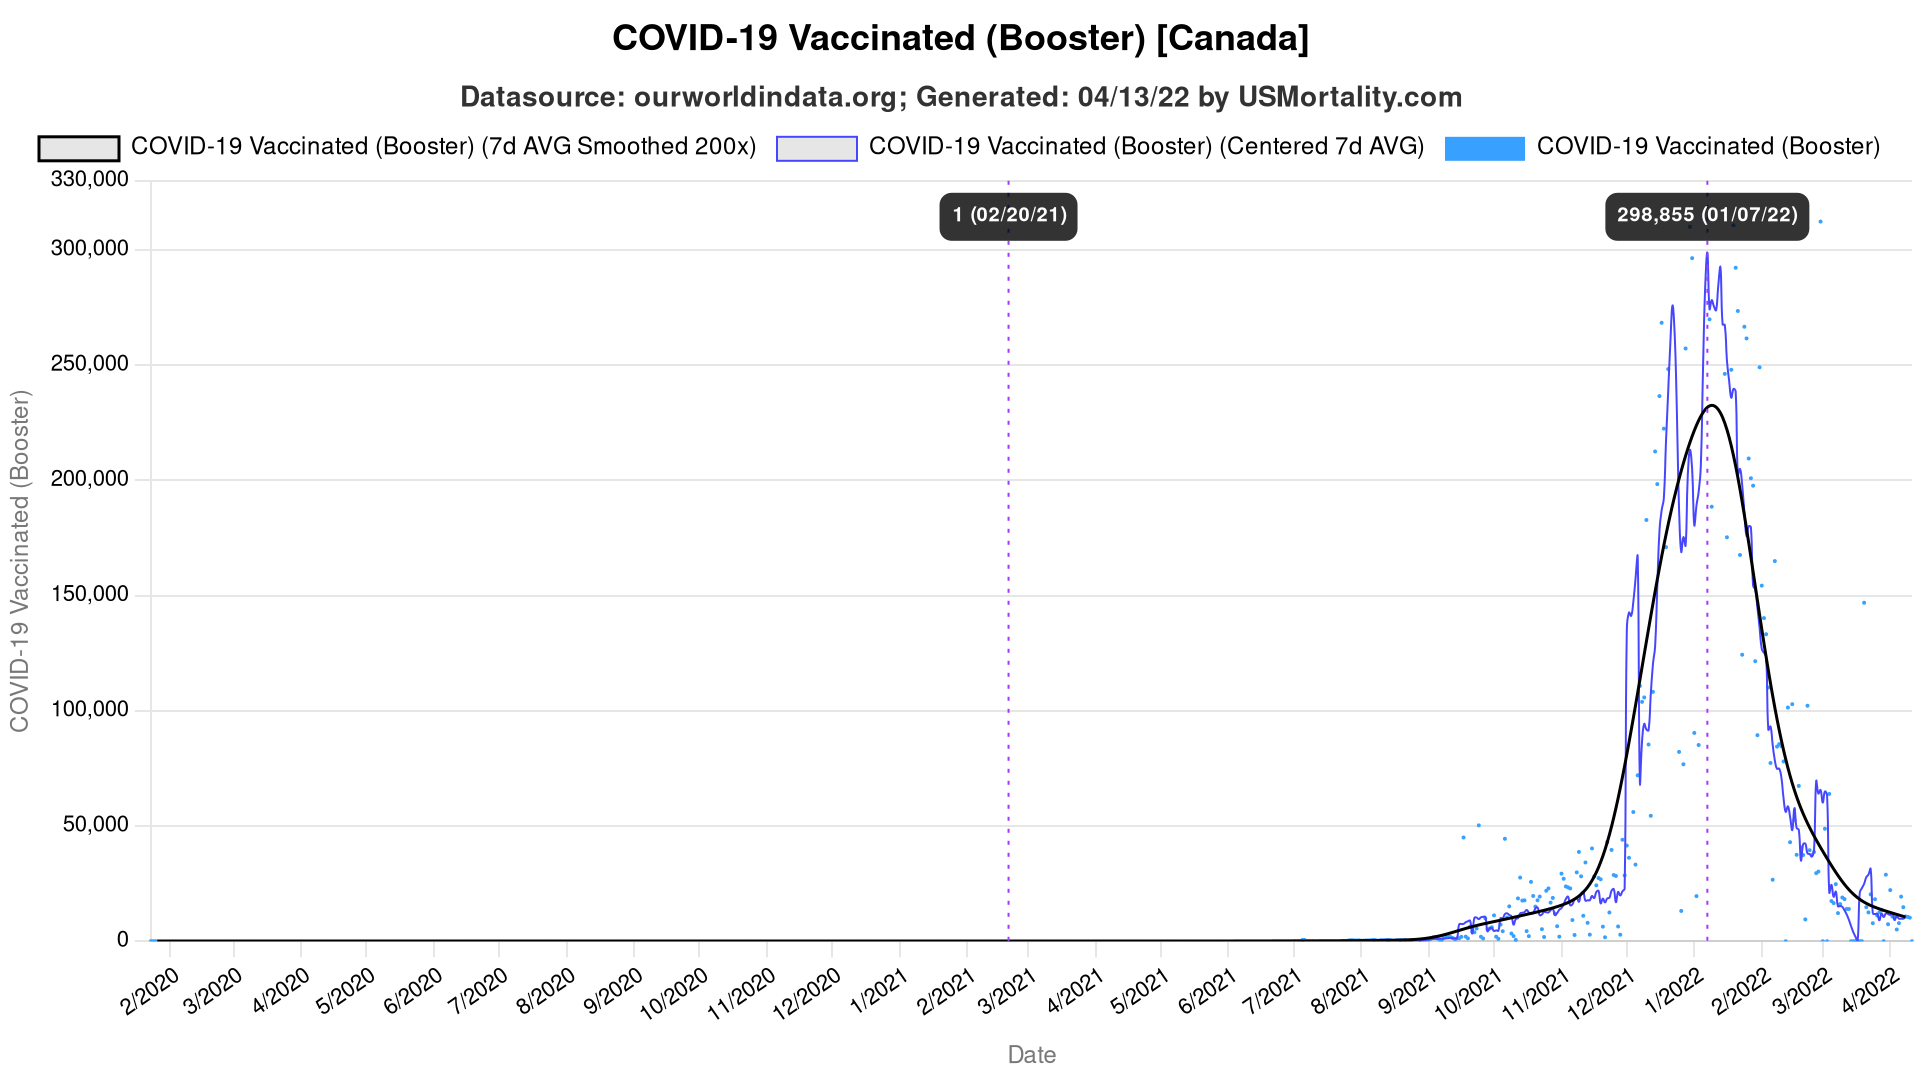 COVID-19 Vaccinated (Booster) [Canada]
Datasource: ourworldindata.org; Generated: 04/13/22 by USMortality.com
COVID-19 Vaccinated (Booster) (7d AVG Smoothed 200x) COVID-19 Vaccinated (Booster) (Centered 7d AVG) COVID-19 Vaccinated (Booster)
330,000
1 (02/20/21) 298,855 (01/07/22)
300,000
250,000
200,000
150,000
100,000
50,000
0
COVID-19 Vaccinated (Booster)
2/2020 3/2020 4/2020 5/2020 6/2020 7/2020 8/2020 9/2020 10/2020 11/2020 12/2020 1/2021 2/2021 3/2021 4/2021 5/2021 6/2021 7/2021 8/2021 9/2021 10/2021 11/2021 12/2021 1/2022 2/2022 3/2022 4/2022
Date